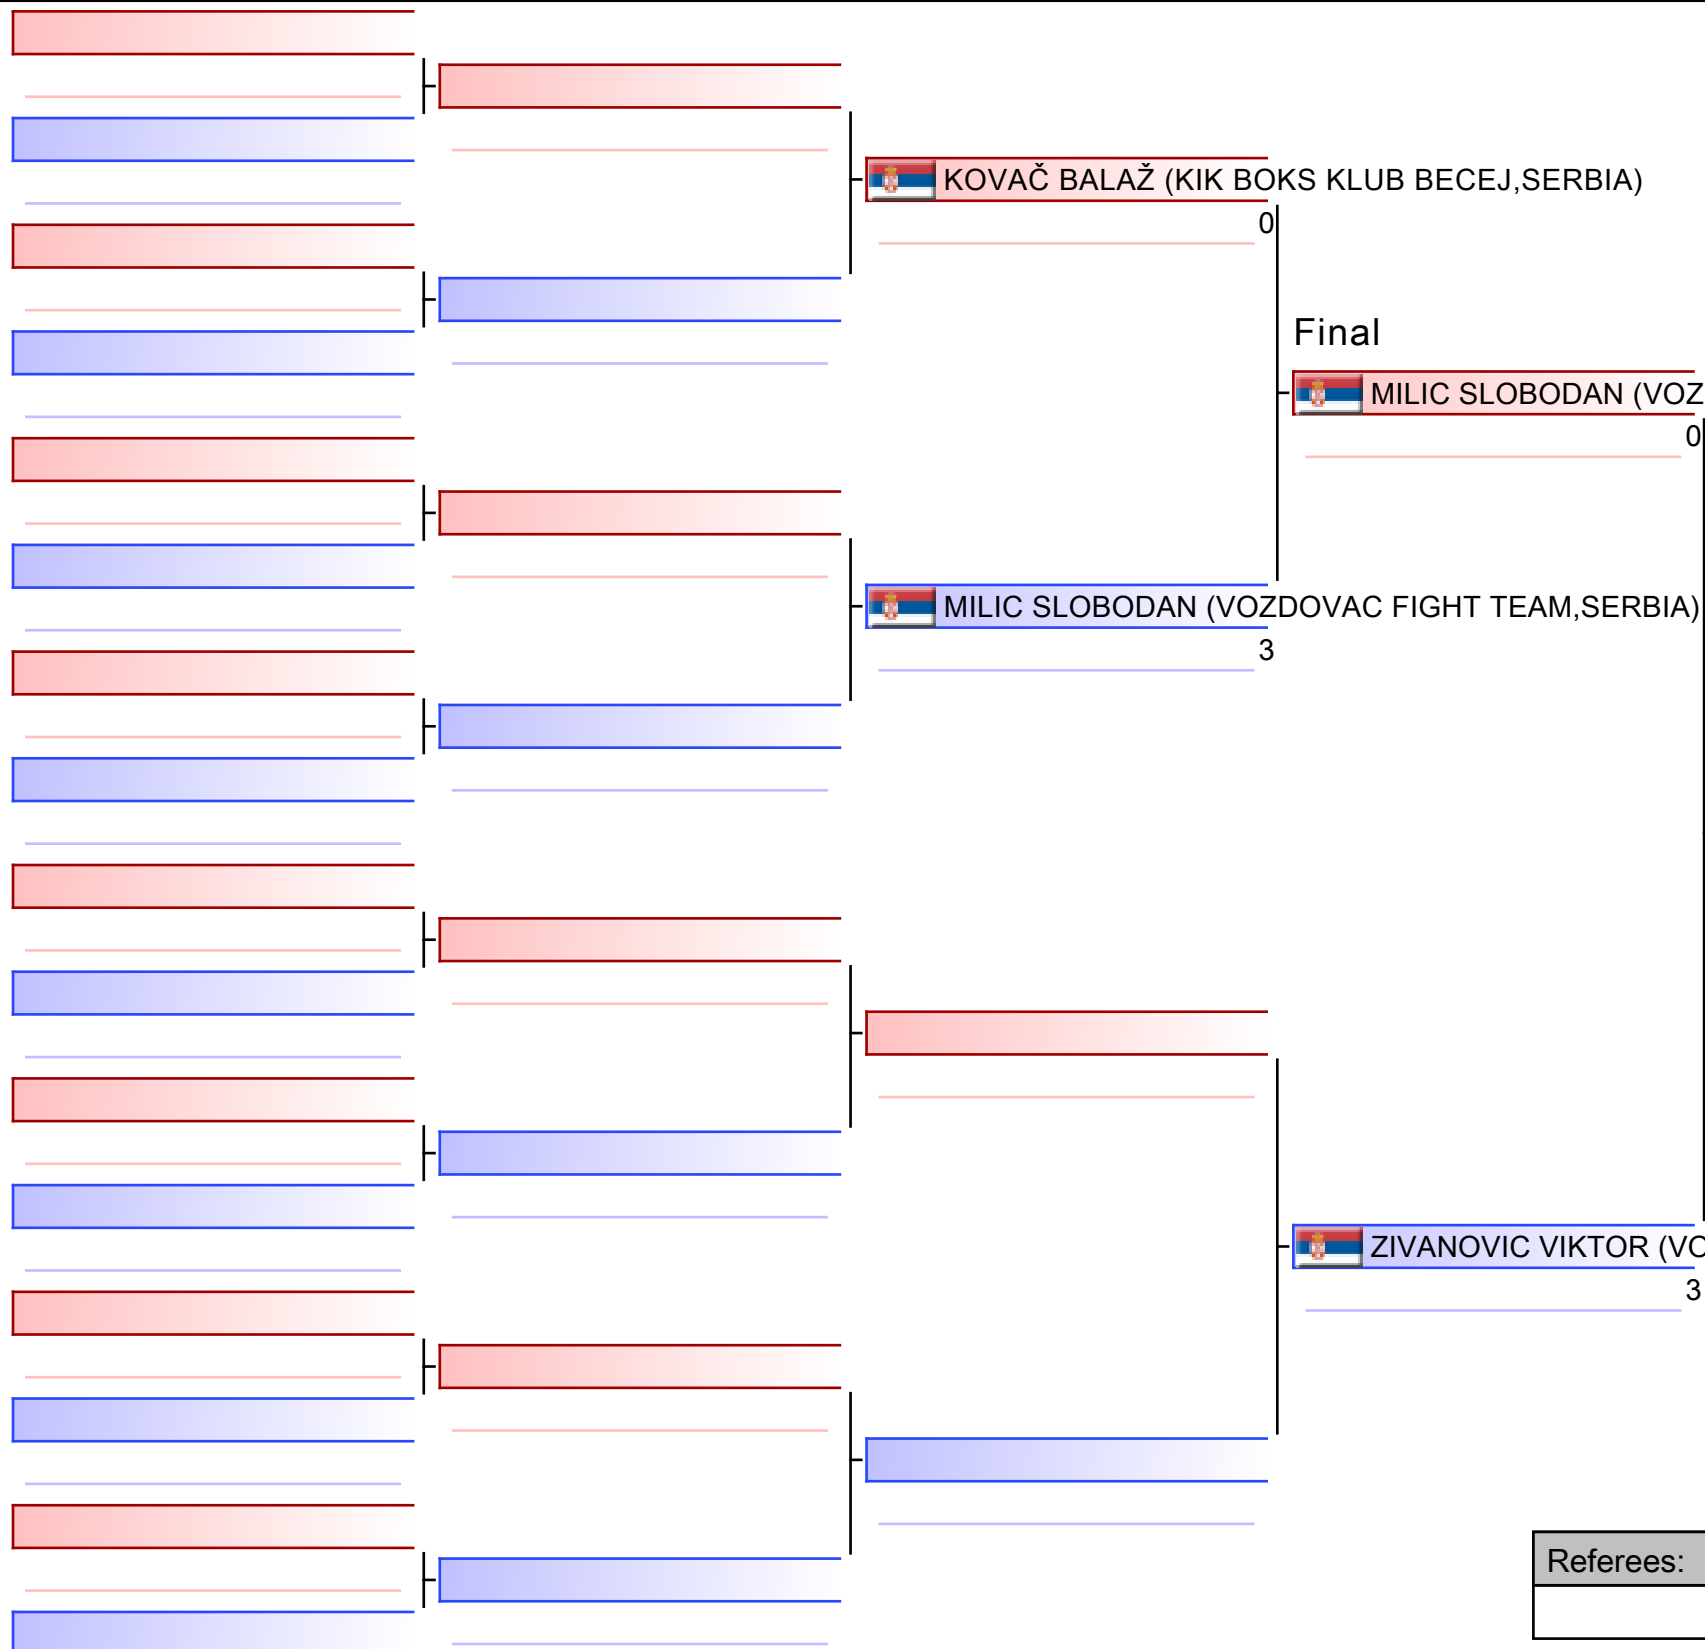 KOVAČ BALAŽ (KIK BOKS KLUB BECEJ,SERBIA)
0
Final
MILIC SLOBODAN (VOZ
0
MILIC SLOBODAN (VOZDOVAC FIGHT TEAM,SERBIA)
3
ZIVANOVIC VIKTOR (VO
3
Referees: